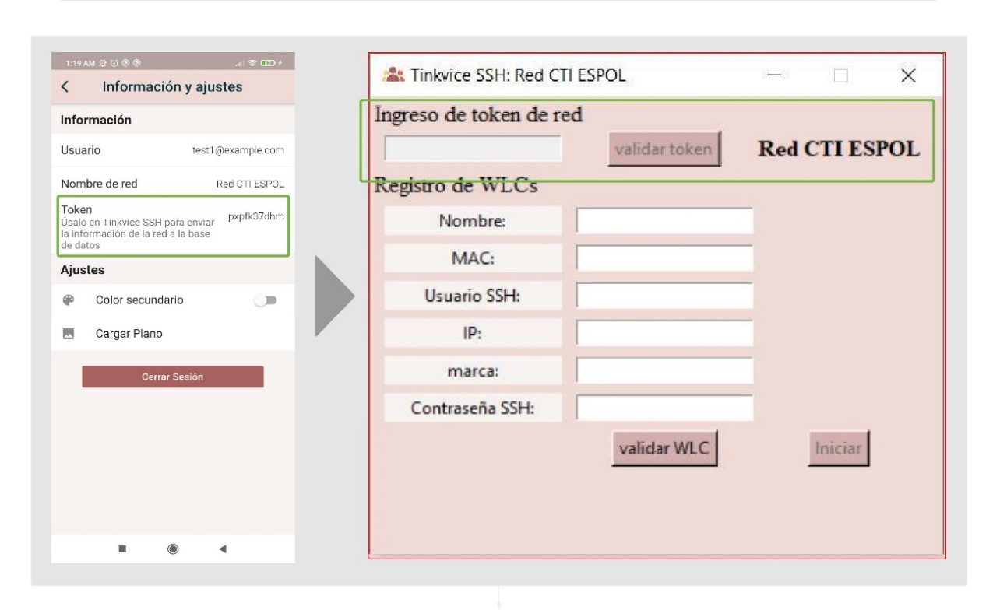 1:19 AM
Información y ajustes
Información
Usuario test1@example.com
Nombre de red Red CTI ESPOL
Token pxpfk37dhm
Úsalo en Tinkvice SSH para enviar
la información de la red a la base
de datos
Ajustes
Color secundario
Cargar Plano
Cerrar Sesión
Tinkvice SSH: Red CTI ESPOL
Ingreso de token de red
validar token Red CTI ESPOL
Registro de WLCs
Nombre:
MAC:
Usuario SSH:
IP:
marca:
Contraseña SSH:
validar WLC Iniciar